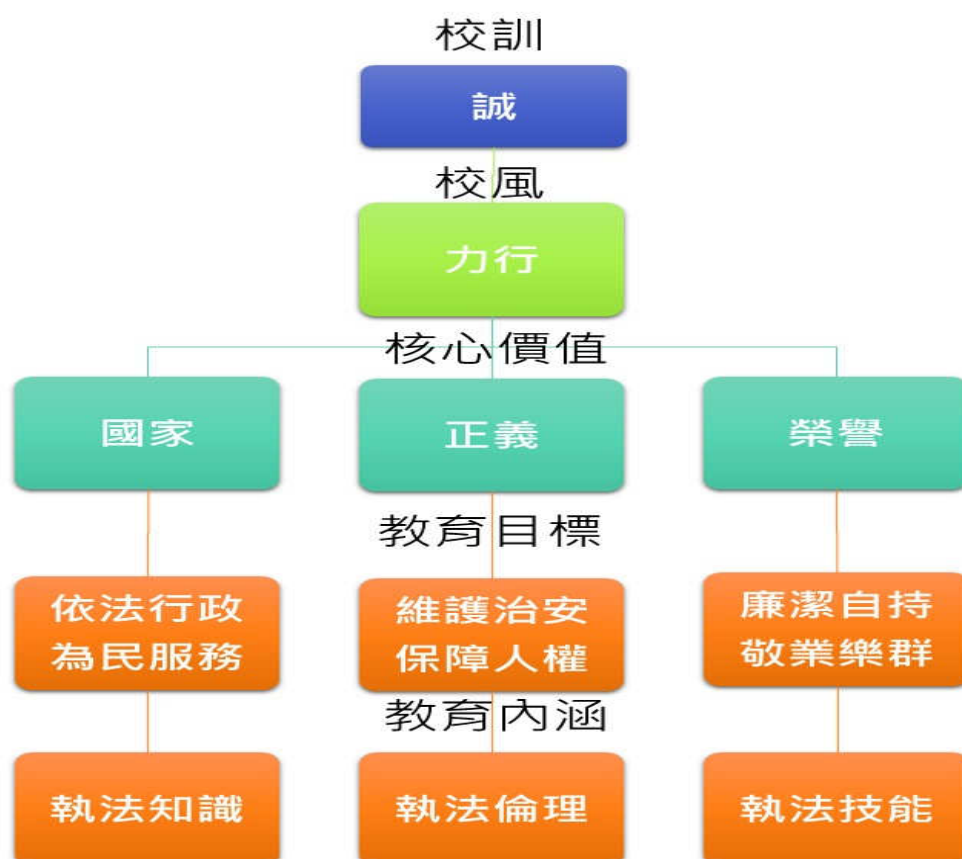 校訓
誠
校風
力行
核心價值
國家
正義
榮譽
教育目標
依法行政
為民服務
維護治安
保障人權
廉潔自持
敬業樂群
教育內涵
執法知識
執法倫理
執法技能